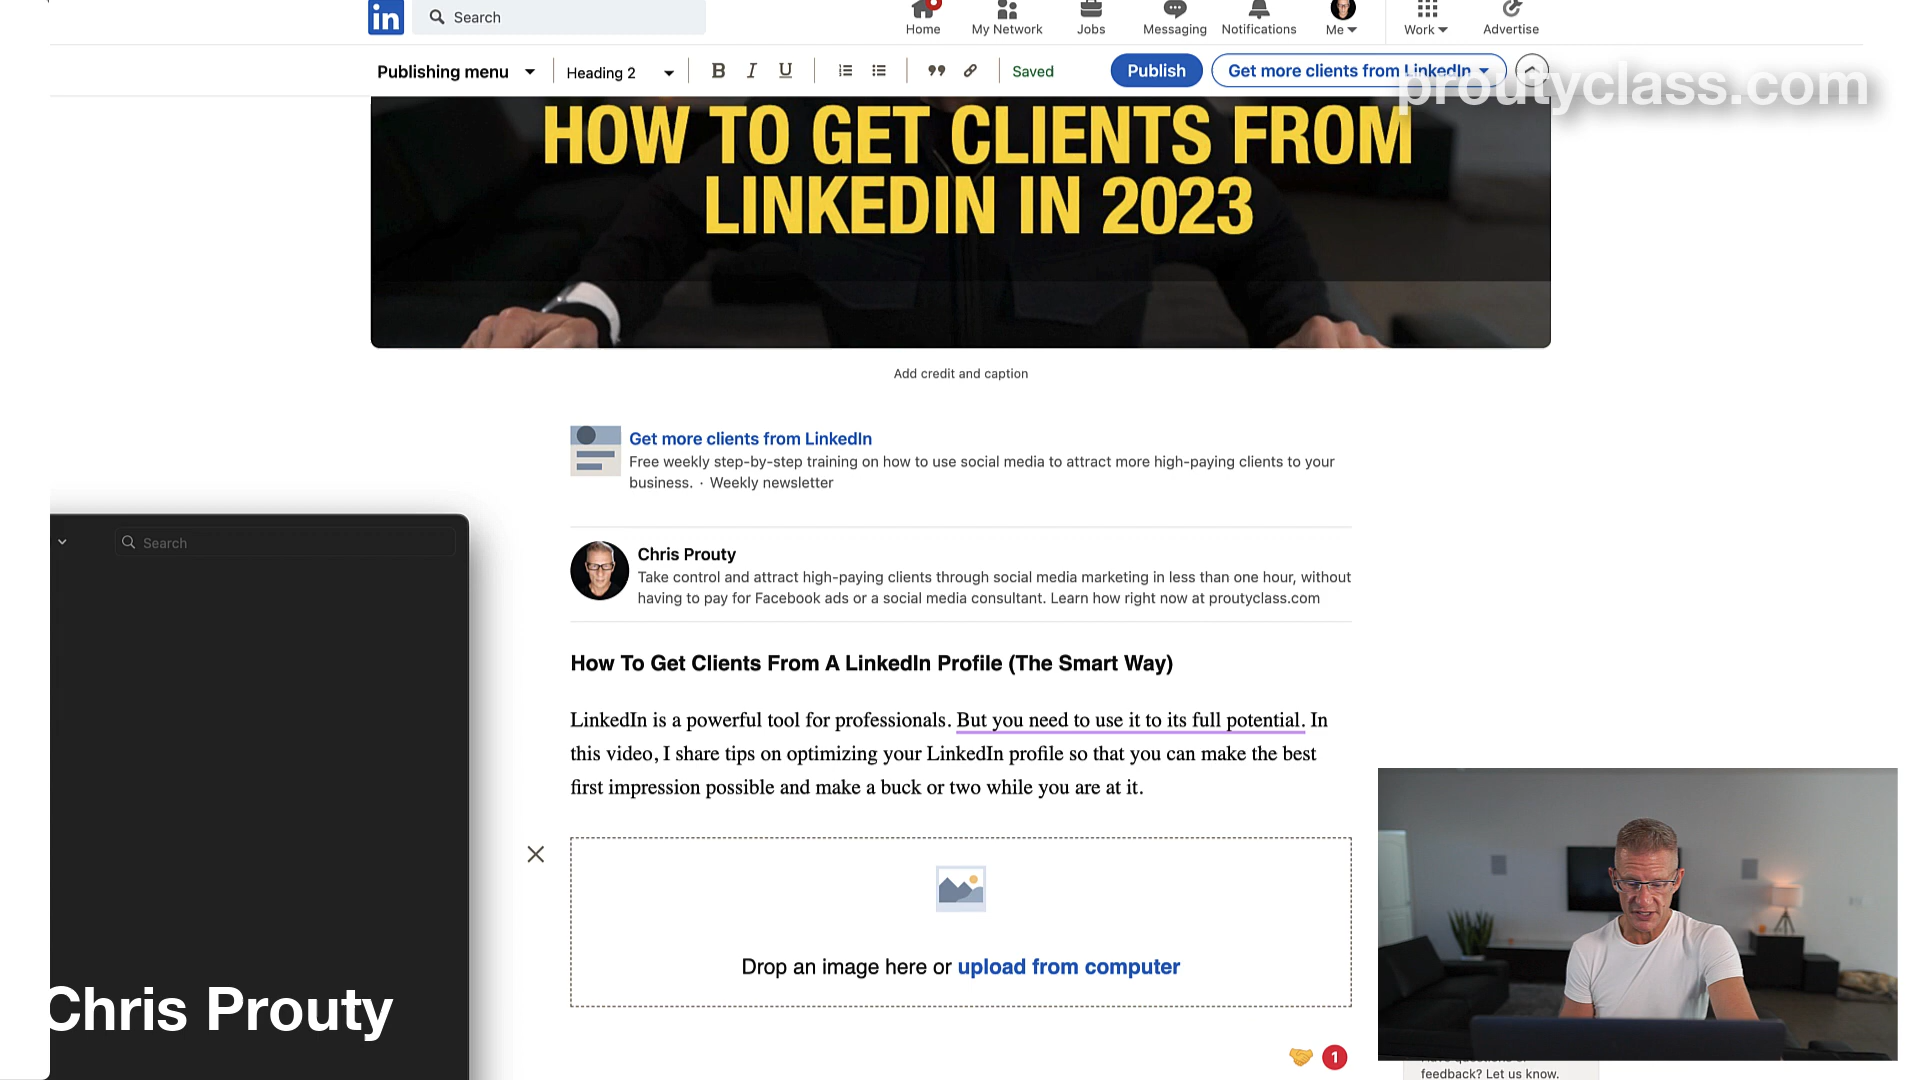 in
Search
Home
My Network
Jobs
Messaging
Notifications
Me
Work
Advertise
Publishing menu
Heading 2
B I U
Saved
Publish
Get more clients from LinkedIn
proutyclass.com
HOW TO GET CLIENTS FROM
LINKEDIN IN 2023
Add credit and caption
Get more clients from LinkedIn
Free weekly step-by-step training on how to use social media to attract more high-paying clients to your
business. · Weekly newsletter
Search
Chris Prouty
Take control and attract high-paying clients through social media marketing in less than one hour, without
having to pay for Facebook ads or a social media consultant. Learn how right now at proutyclass.com
How To Get Clients From A LinkedIn Profile (The Smart Way)
LinkedIn is a powerful tool for professionals. But you need to use it to its full potential. In
this video, I share tips on optimizing your LinkedIn profile so that you can make the best
first impression possible and make a buck or two while you are at it.
Drop an image here or upload from computer
Chris Prouty
1
feedback? Let us know.